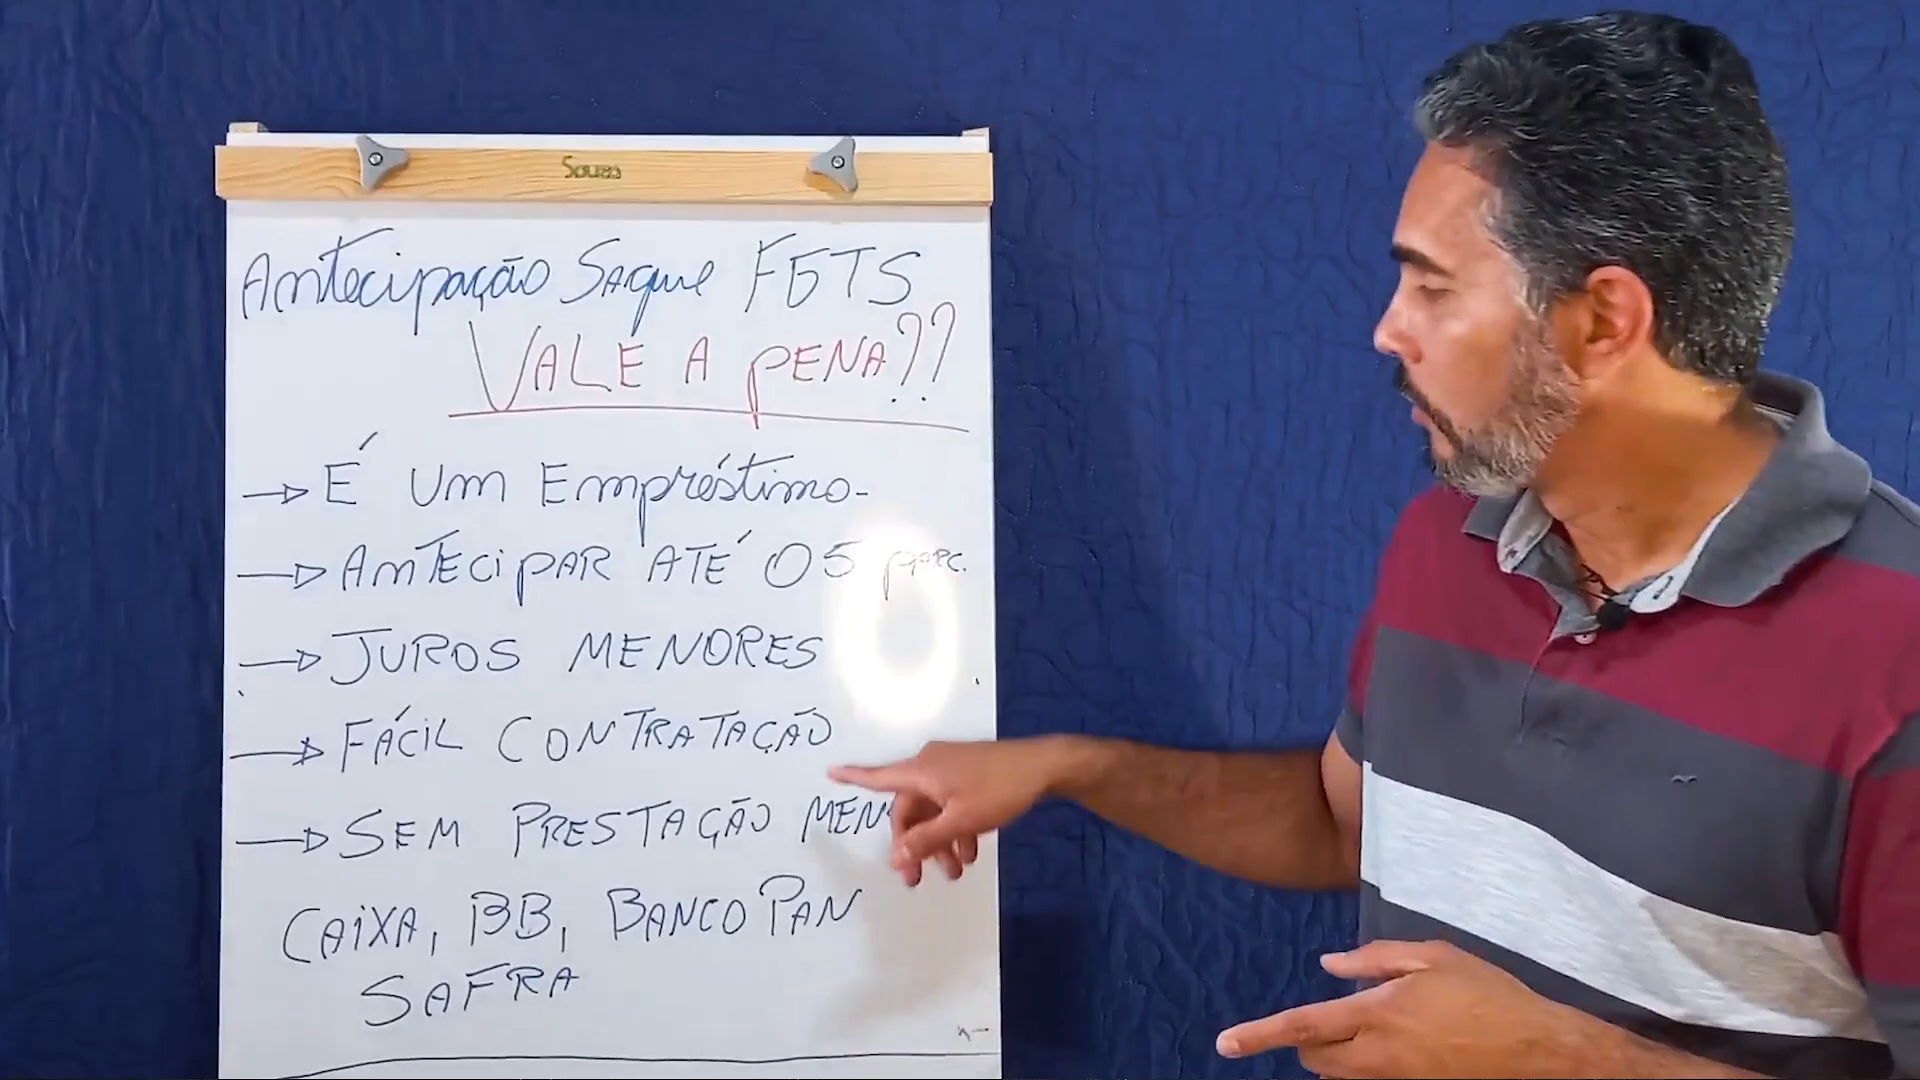 Souza
Antecipação Saque FGTS
VALE A PENA??
→ É Um Empréstimo-
→ ANTECIPAR ATÉ 05 parc.
→ JUROS MENORES
→ FÁCIL CONTRATAÇÃO
→ SEM PRESTAÇÃO
CAIXA, BB, BANCO PAN
SAFRA